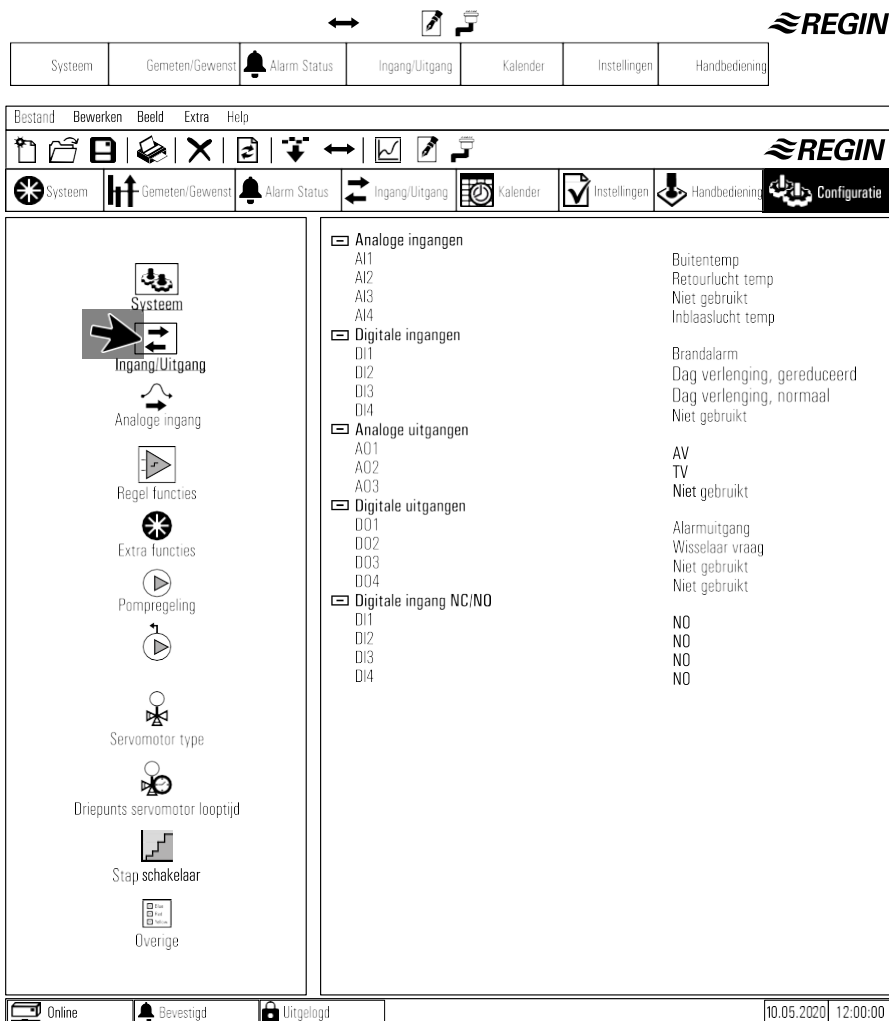 REGIN
Systeem Gemeten/Gewenst Alarm Status Ingang/Uitgang Kalender Instellingen Handbediening
Bestand Bewerken Beeld Extra Help
REGIN
Systeem Gemeten/Gewenst Alarm Status Ingang/Uitgang Kalender Instellingen Handbediening Configuratie
Systeem
Ingang/Uitgang
Analoge ingang
Regel functies
Extra functies
Pompregeling
Servomotor type
Driepunts servomotor looptijd
Stap schakelaar
Overige
Analoge ingangen
AI1 Buitentemp
AI2 Retourlucht temp
AI3 Niet gebruikt
AI4 Inblaaslucht temp
Digitale ingangen
DI1 Brandalarm
DI2 Dag verlenging, gereduceerd
DI3 Dag verlenging, normaal
DI4 Niet gebruikt
Analoge uitgangen
AO1 AV
AO2 TV
AO3 Niet gebruikt
Digitale uitgangen
DO1 Alarmuitgang
DO2 Wisselaar vraag
DO3 Niet gebruikt
DO4 Niet gebruikt
Digitale ingang NC/NO
DI1 NO
DI2 NO
DI3 NO
DI4 NO
Online Bevestigd Uitgelogd 10.05.2020 12:00:00